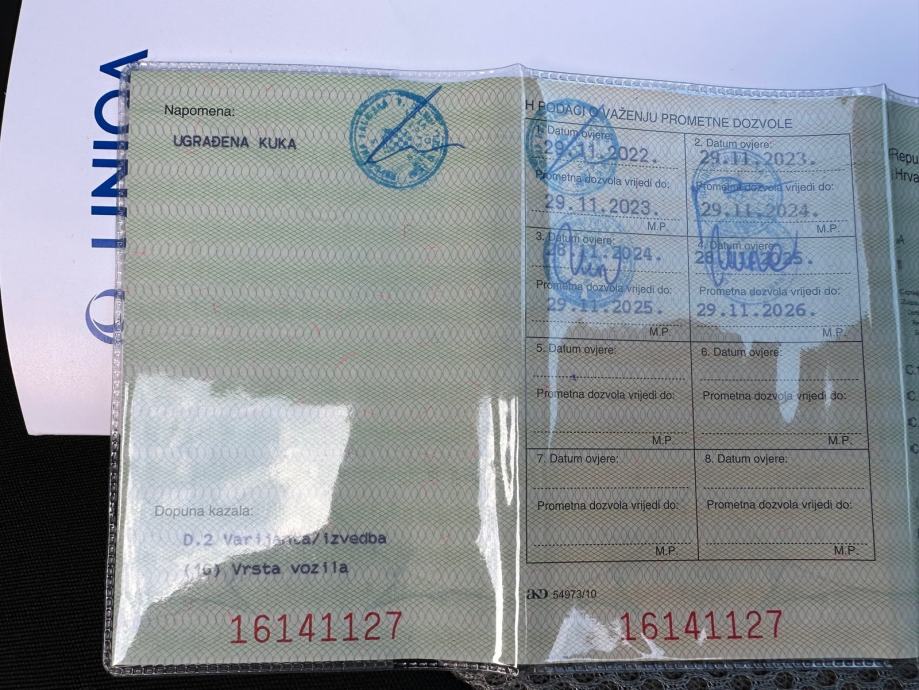 Napomena:
UGRAĐENA KUKA
Dopuna kazala:
D.2 Varijanta/izvedba
(16) Vrsta vozila
16141127
H PODACI O VAŽENJU PROMETNE DOZVOLE
1. Datum ovjere:
29.11.2022.
Prometna dozvola vrijedi do:
29.11.2023.
M.P.
2. Datum ovjere:
29.11.2023.
Prometna dozvola vrijedi do:
29.11.2024.
M.P.
3. Datum ovjere:
28.11.2024.
Prometna dozvola vrijedi do:
29.11.2025.
M.P.
4. Datum ovjere:
28.11.2025.
Prometna dozvola vrijedi do:
29.11.2026.
M.P.
5. Datum ovjere:
Prometna dozvola vrijedi do:
M.P.
6. Datum ovjere:
Prometna dozvola vrijedi do:
M.P.
7. Datum ovjere:
Prometna dozvola vrijedi do:
M.P.
8. Datum ovjere:
Prometna dozvola vrijedi do:
M.P.
54973/10
16141127